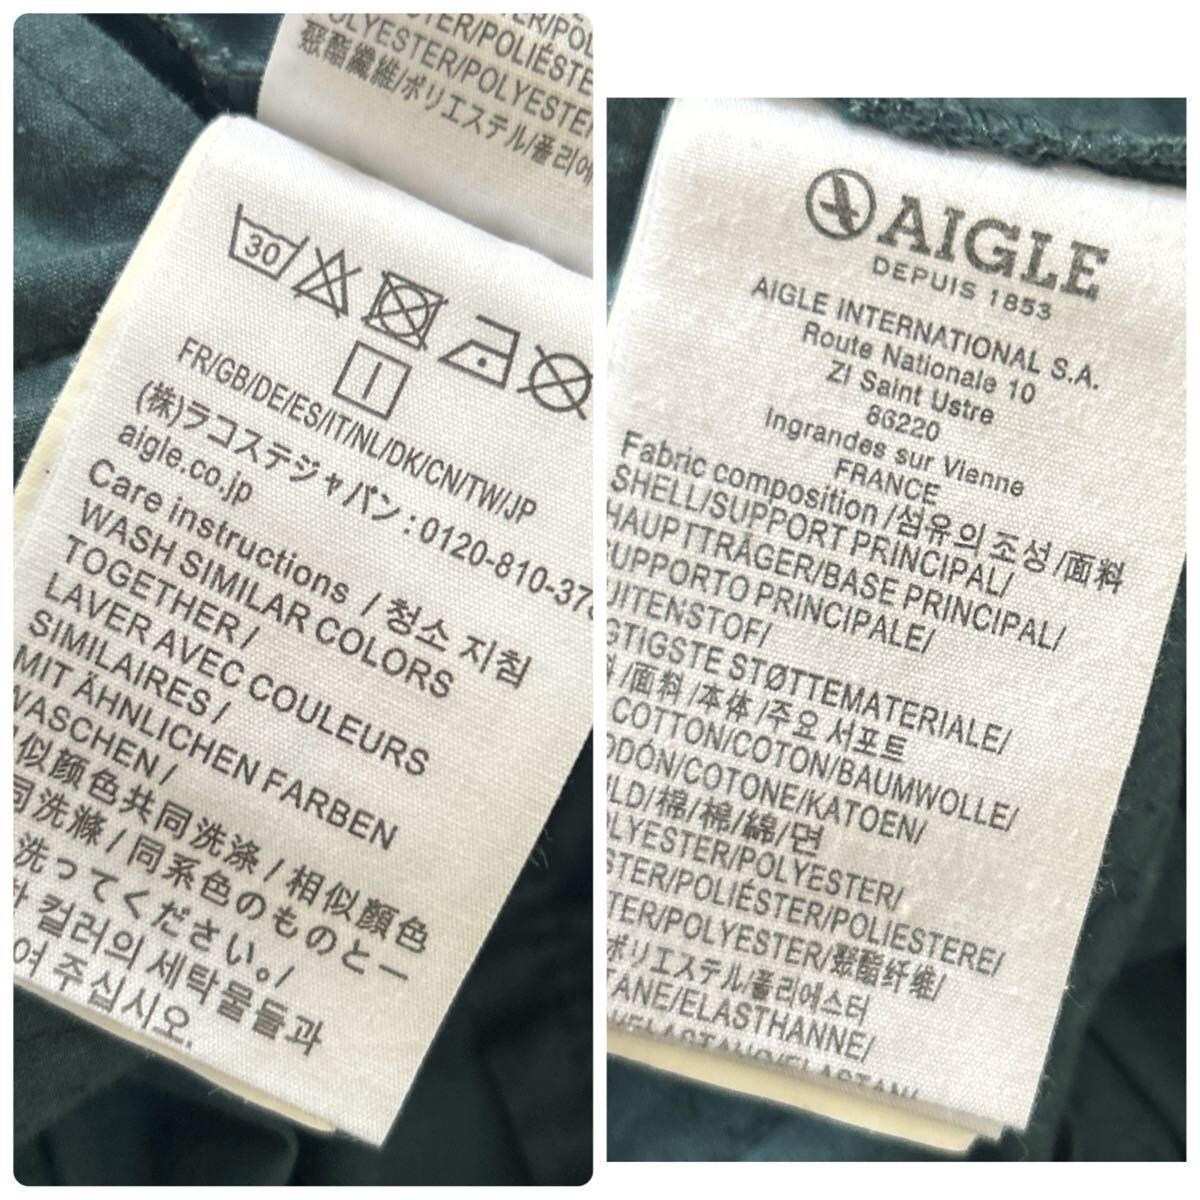 POLYESTER/POLYESTER
聚酯纖維/ポリエステル/폴리에
30
FR/GB/DE/ES/IT/NL/DK/CN/TW/JP
(株)ラコステジャパン:0120-810-378
aigle.co.jp
Care instructions / 청소 지침
WASH SIMILAR COLORS
TOGETHER/
LAVER AVEC COULEURS
SIMILAIRES/
MIT ÄHNLICHEN FARBEN
WASCHEN/
似颜色共同洗涤/相似顏色
同洗滌/同系色のものと一
洗ってください。/
컬러의 세탁물들과
여 주십시오.
AIGLE
DEPUIS 1853
AIGLE INTERNATIONAL S.A.
Route Nationale 10
ZI Saint Ustre
86220
Ingrandes sur Vienne
FRANCE
Fabric composition/섬유의 조성/面料
SHELL/SUPPORT PRINCIPAL/
HAUPTTRÄGER/BASE PRINCIPAL/
SUPPORTO PRINCIPALE/
UITENSTOF/
GTIGSTE STØTTEMATERIALE/
/面料/本体/주요 서포트
COTTON/COTON/BAUMWOLLE/
ODÓN/COTONE/KATOEN/
LD/棉/棉/綿/면
OLYESTER/POLYESTER/
STER/POLIÉSTER/POLIESTERE/
TER/POLYESTER/聚酯纤维/
ポリエステル/폴리에스터
TANE/ELASTHANNE/